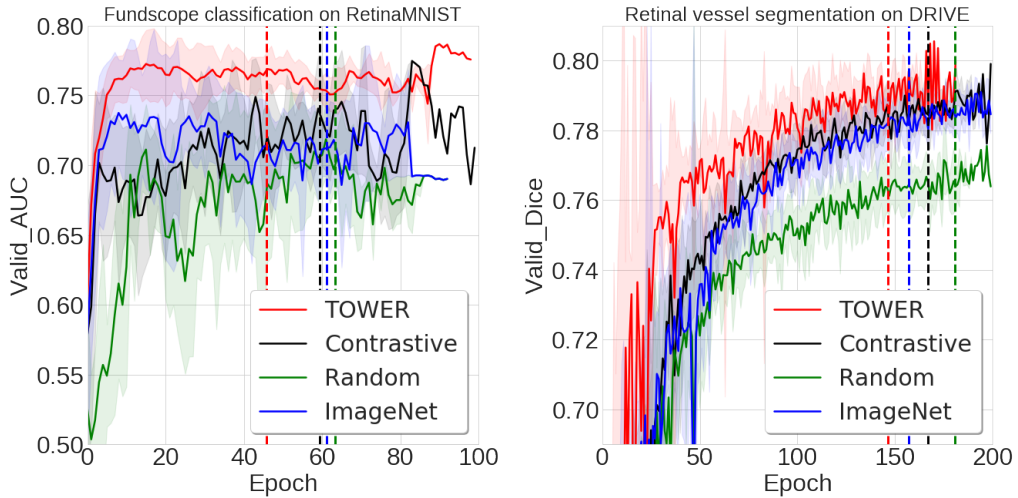 Fundscope classification on RetinaMNIST
Valid_AUC
0.80
0.75
0.70
0.65
0.60
0.55
0.50
0 20 40 60 80 100
Epoch
TOWER
Contrastive
Random
ImageNet
Retinal vessel segmentation on DRIVE
Valid_Dice
0.80
0.78
0.76
0.74
0.72
0.70
0 50 100 150 200
Epoch
TOWER
Contrastive
Random
ImageNet